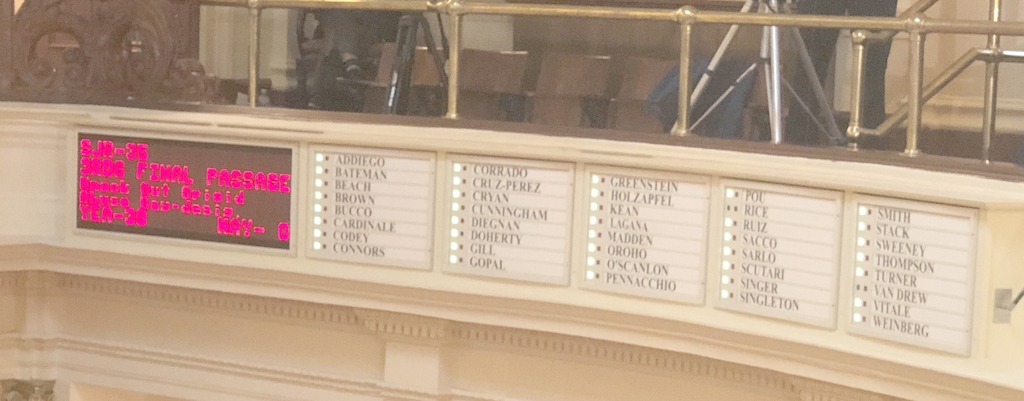 SJR-36
3RDG FINAL PASSAGE
YEA-38 NAY- 0
ADDIEGO
BATEMAN
BEACH
BROWN
BUCCO
CARDINALE
CODEY
CONNORS
CORRADO
CRUZ-PEREZ
CRYAN
CUNNINGHAM
DIEGNAN
DOHERTY
GILL
GOPAL
GREENSTEIN
HOLZAPFEL
KEAN
LAGANA
MADDEN
OROHO
O'SCANLON
PENNACCHIO
POU
RICE
RUIZ
SACCO
SARLO
SCUTARI
SINGER
SINGLETON
SMITH
STACK
SWEENEY
THOMPSON
TURNER
VAN DREW
VITALE
WEINBERG